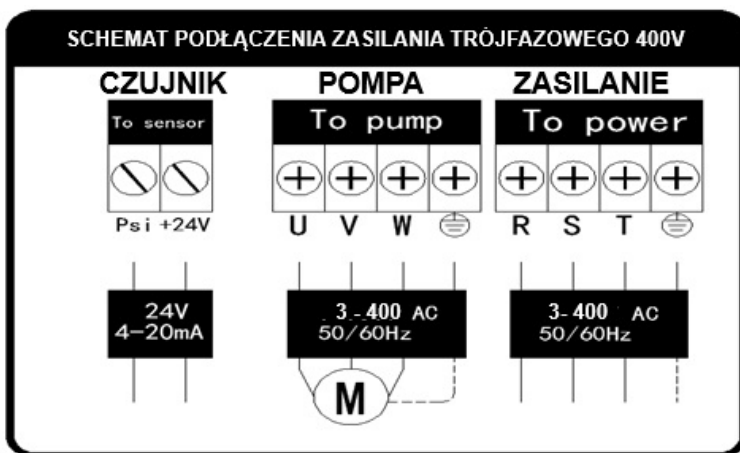 SCHEMAT PODŁĄCZENIA ZASILANIA TRÓJFAZOWEGO 400V
CZUJNIK POMPA ZASILANIE
To sensor To pump To power
Psi +24V U V W R S T
24V 3-400 AC 3-400 AC
4-20mA 50/60Hz 50/60Hz
M